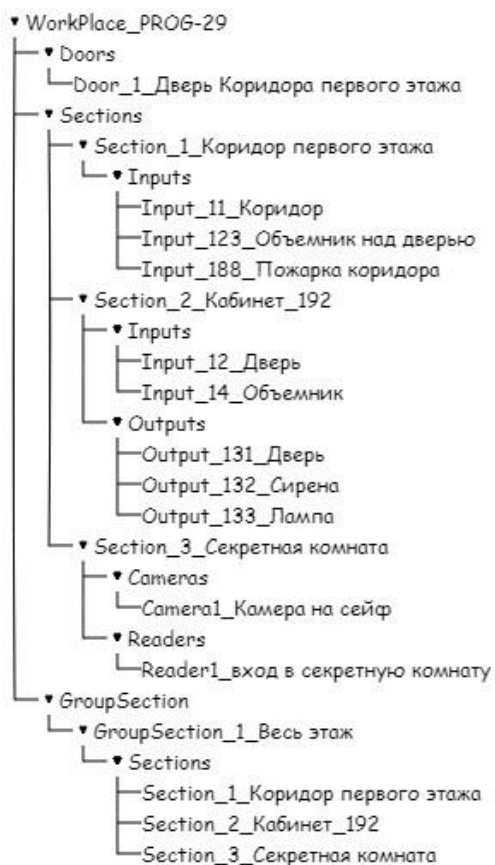 WorkPlace_PROG-29
Doors
Door_1_Дверь Коридора первого этажа
Sections
Section_1_Коридор первого этажа
Inputs
Input_11_Коридор
Input_123_Объемник над дверью
Input_188_Пожарка коридора
Section_2_Кабинет_192
Inputs
Input_12_Дверь
Input_14_Объемник
Outputs
Output_131_Дверь
Output_132_Сирена
Output_133_Лампа
Section_3_Секретная комната
Cameras
Camera1_Камера на сейф
Readers
Reader1_вход в секретную комнату
GroupSection
GroupSection_1_Весь этаж
Sections
Section_1_Коридор первого этажа
Section_2_Кабинет_192
Section_3_Секретная комната